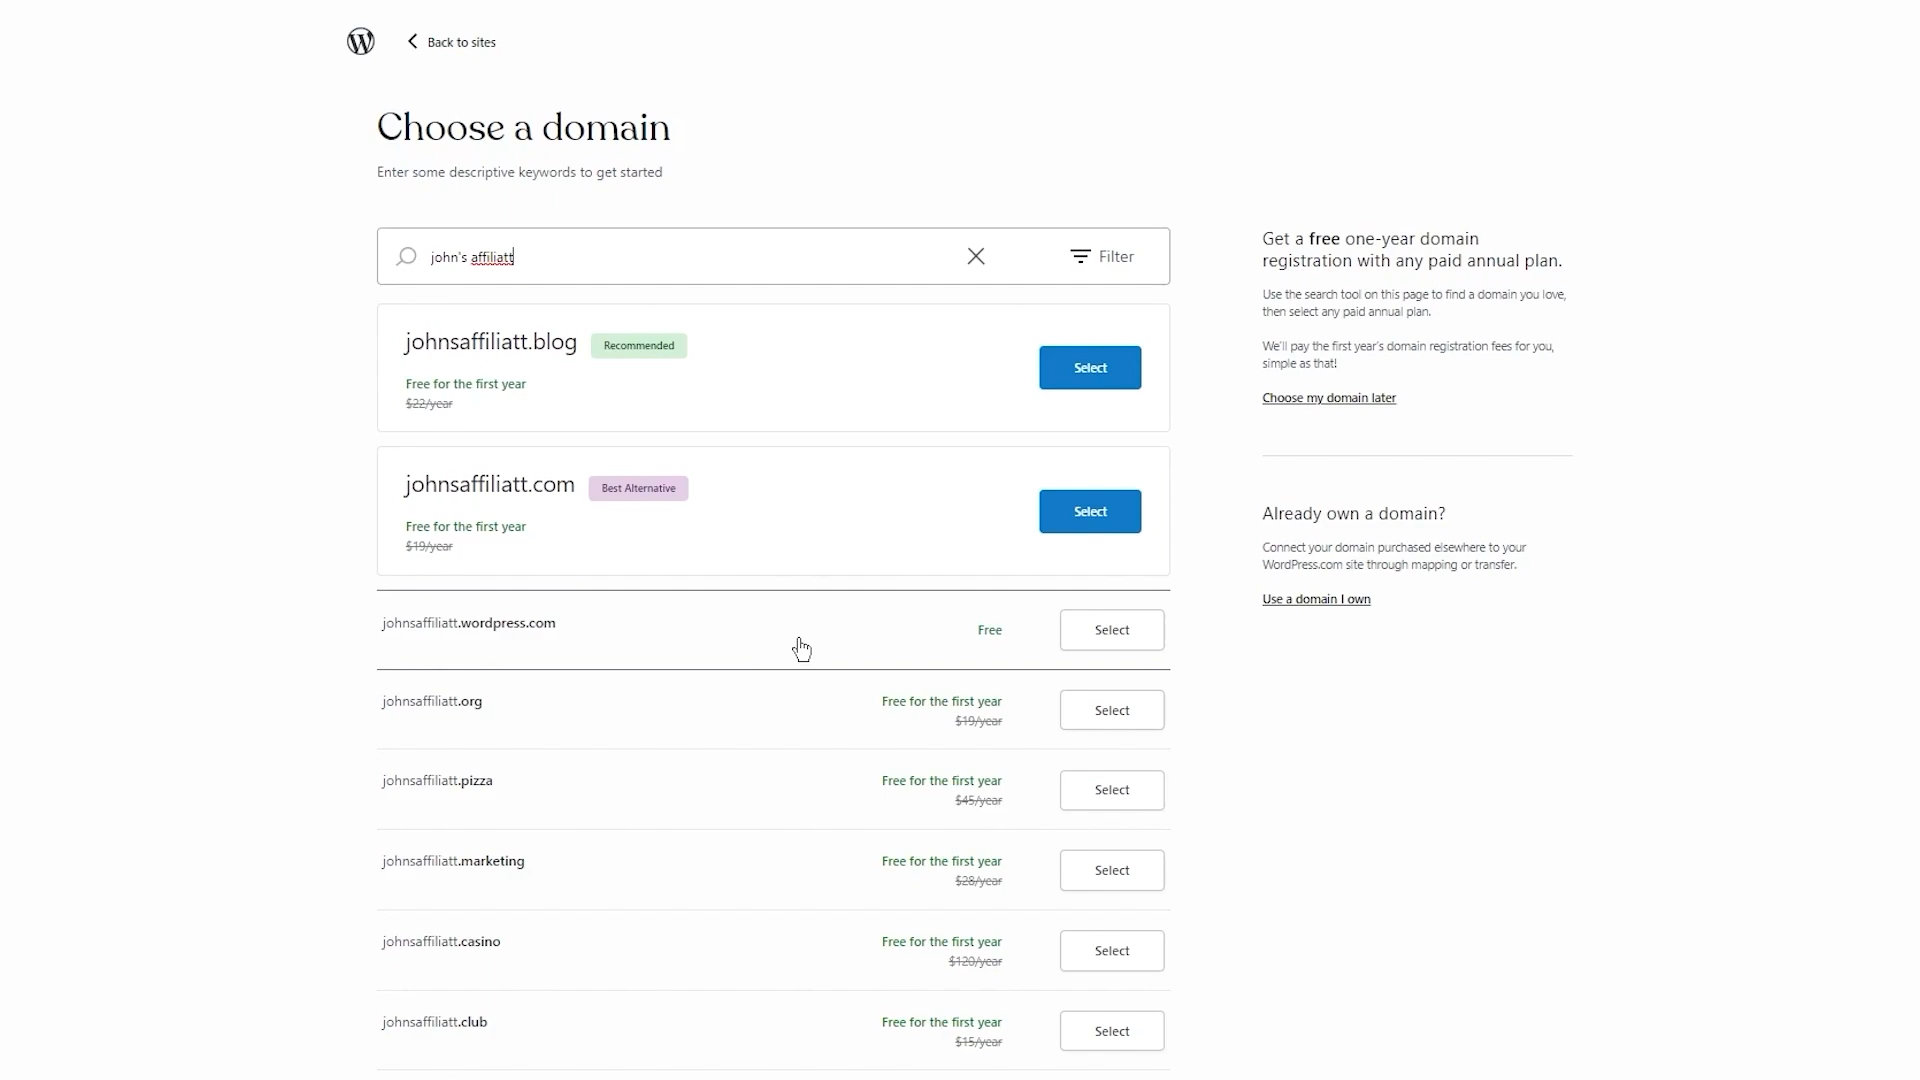 Back to sites
Choose a domain
Enter some descriptive keywords to get started
john's affiliatt
Filter
johnsaffiliatt.blog Recommended
Free for the first year
$22/year
Select
johnsaffiliatt.com Best Alternative
Free for the first year
$19/year
Select
johnsaffiliatt.wordpress.com
Free
Select
johnsaffiliatt.org
Free for the first year
$19/year
Select
johnsaffiliatt.pizza
Free for the first year
$45/year
Select
johnsaffiliatt.marketing
Free for the first year
$28/year
Select
johnsaffiliatt.casino
Free for the first year
$120/year
Select
johnsaffiliatt.club
Free for the first year
$15/year
Select
Get a free one-year domain
registration with any paid annual plan.
Use the search tool on this page to find a domain you love,
then select any paid annual plan.
We'll pay the first year's domain registration fees for you,
simple as that!
Choose my domain later
Already own a domain?
Connect your domain purchased elsewhere to your
WordPress.com site through mapping or transfer.
Use a domain I own